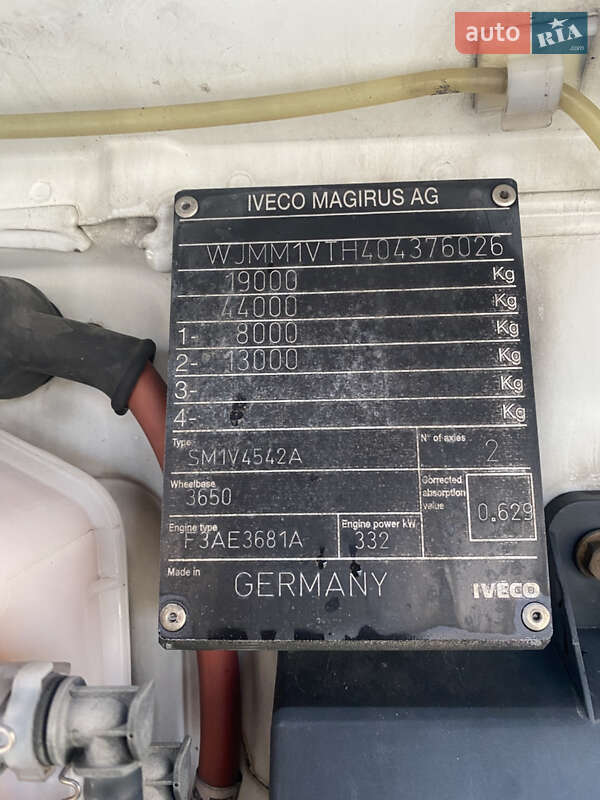 auto RIA.com
IVECO MAGIRUS AG
WJMM1VTH404376026
19000 Kg
44000 Kg
1- 8000 Kg
2- 13000 Kg
3- Kg
4- Kg
Type SM1V4542A
N° of axles 2
Wheelbase 3650
Corrected absorption value 0.629
Engine type F3AE3681A
Engine power kW 332
Made in GERMANY
IVECO